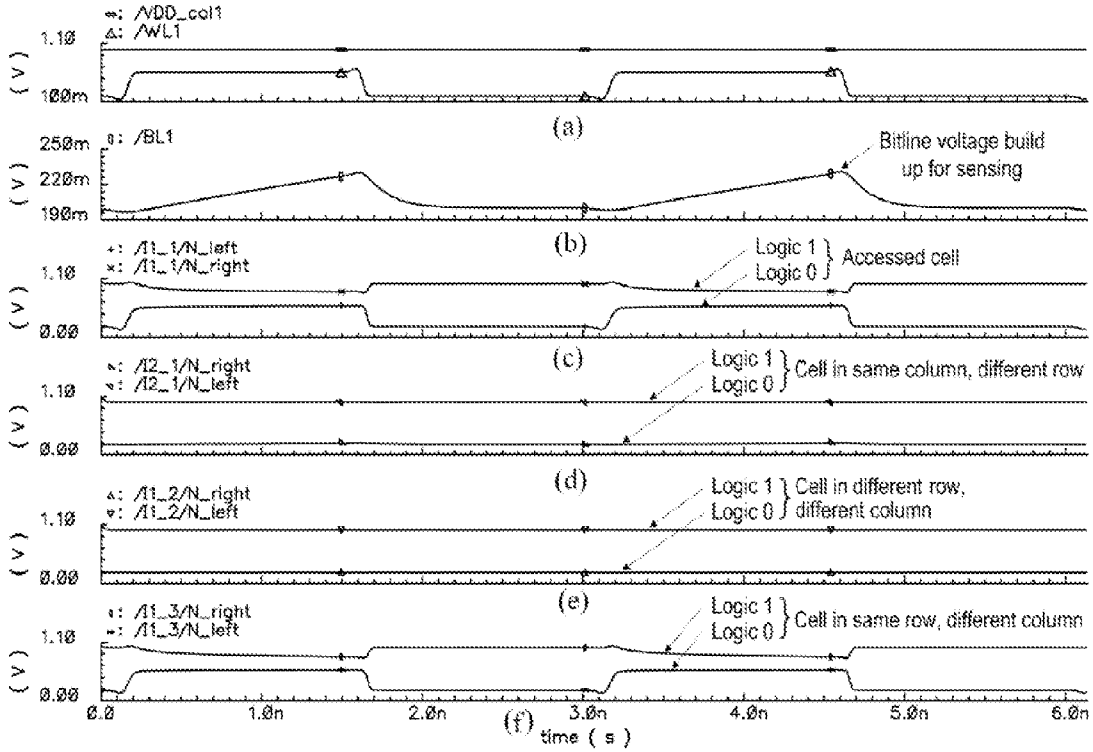 ⁎: /VDD_col1
▵: /WL1
1.10
( V )
100m
(a)
▯: /BL1
250m
( V )
220m
190m
Bitline voltage build
up for sensing
(b)
+: /I1_1/N_left
×: /I1_1/N_right
1.10
( V )
0.00
Logic 1
Logic 0
Accessed cell
(c)
/I2_1/N_right
/I2_1/N_left
1.10
( V )
0.00
Logic 1
Logic 0
Cell in same column, different row
(d)
▵: /I1_2/N_right
▿: /I1_2/N_left
1.10
( V )
0.00
Logic 1
Logic 0
Cell in different row,
different column
(e)
/I1_3/N_right
/I1_3/N_left
1.10
( V )
0.00
Logic 1
Logic 0
Cell in same row, different column
0.0 1.0n 2.0n 3.0n 4.0n 5.0n 6.0n
(f)
time ( s )